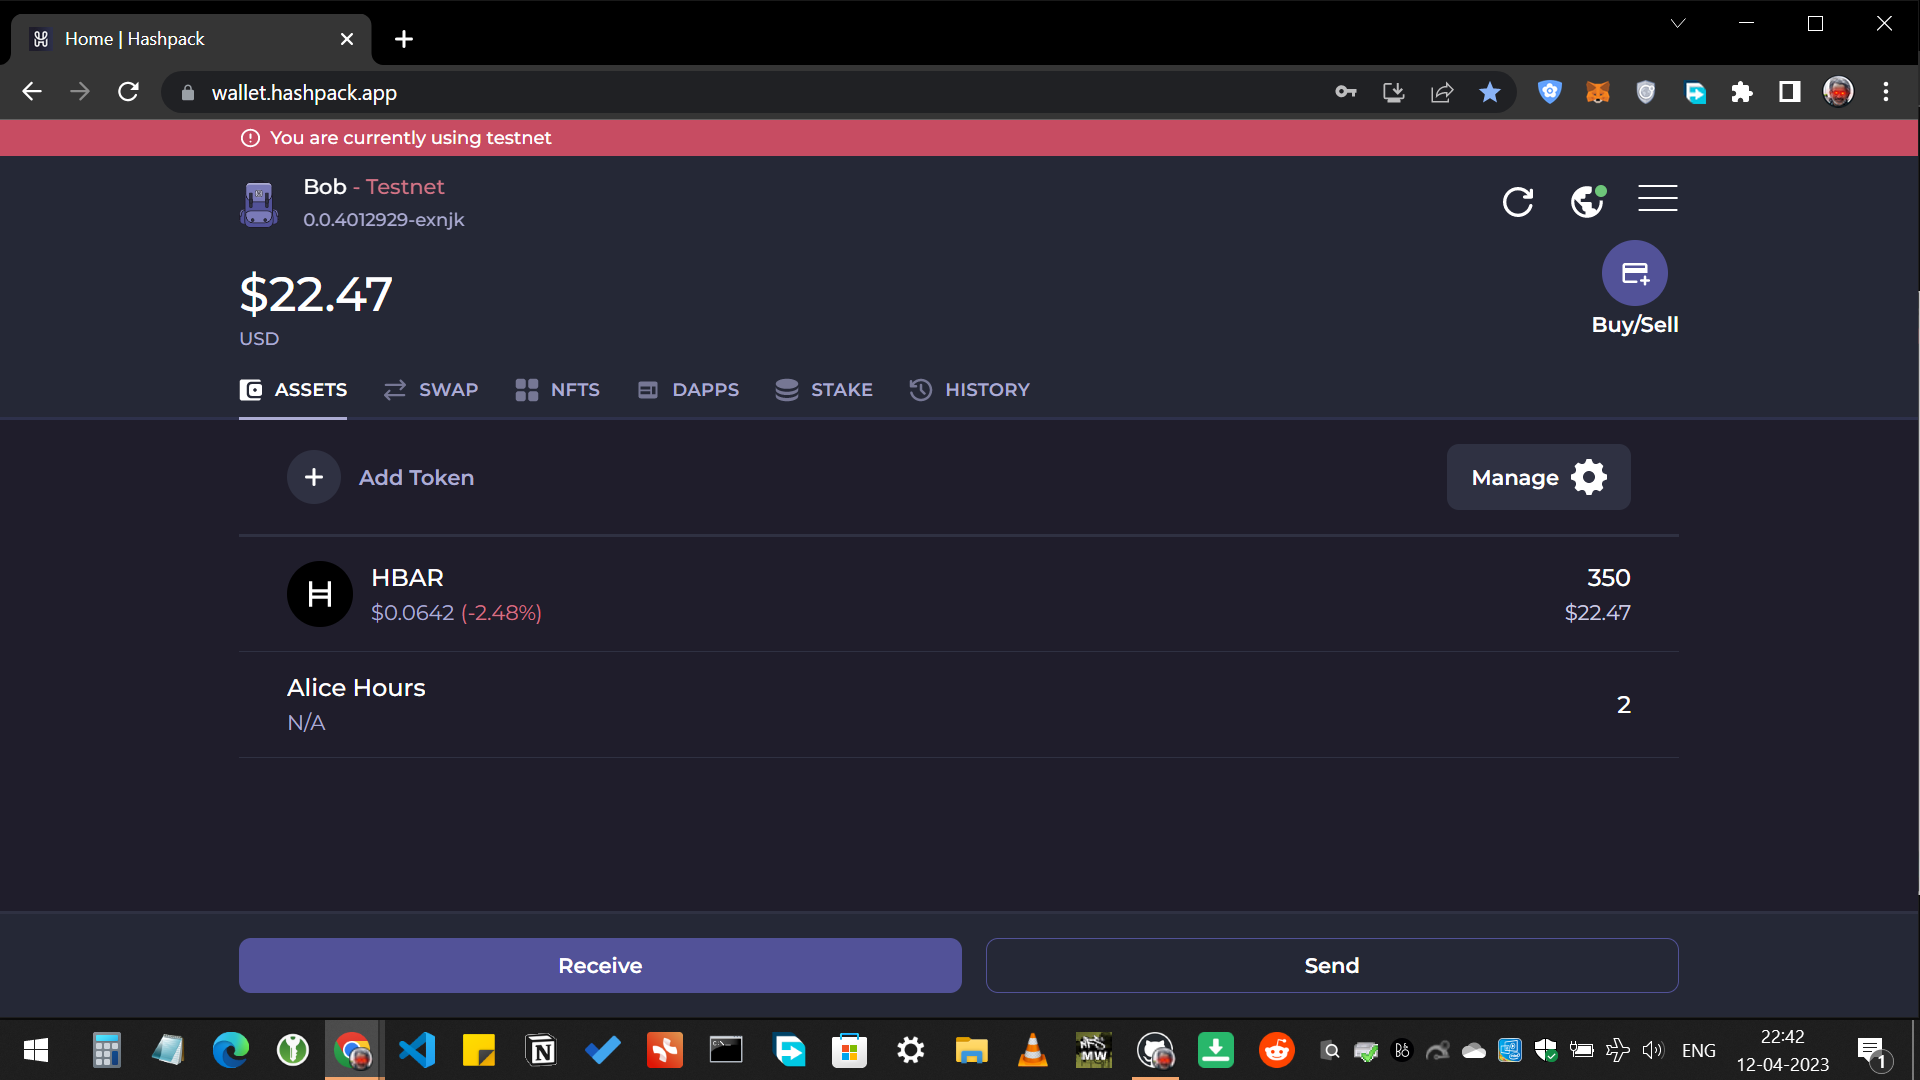 Home | Hashpack
wallet.hashpack.app
You are currently using testnet
Bob - Testnet
0.0.4012929-exnjk
$22.47
USD
Buy/Sell
ASSETS SWAP NFTS DAPPS STAKE HISTORY
Add Token
Manage
HBAR 350
$0.0642 (-2.48%) $22.47
Alice Hours
N/A
2
Receive Send
MW
ENG
22:42
12-04-2023
1